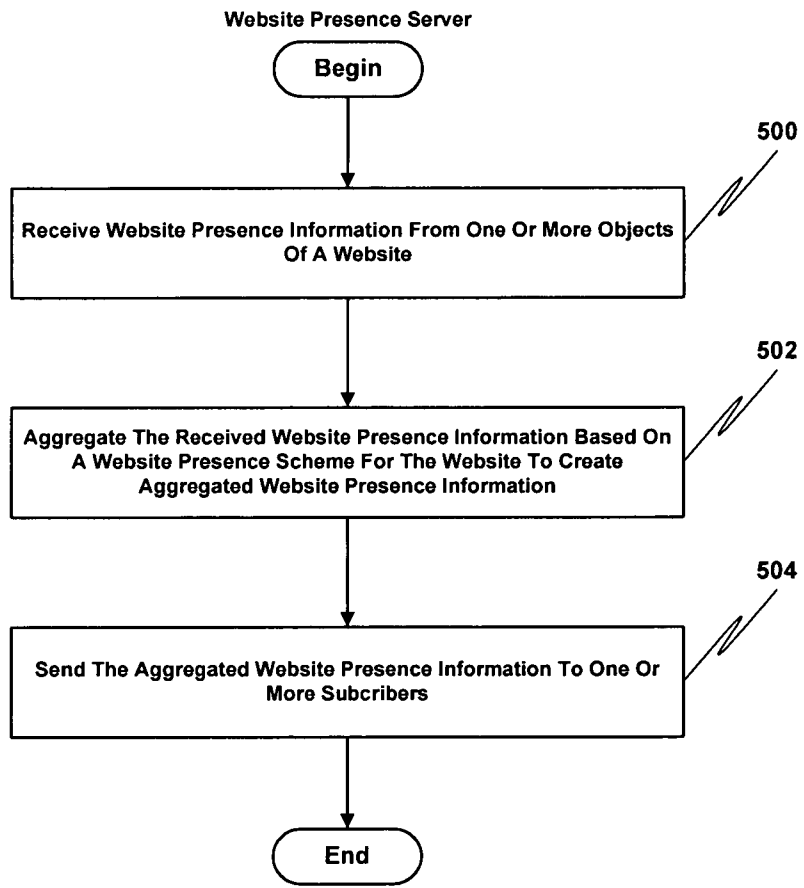 Website Presence Server
Begin
500
Receive Website Presence Information From One Or More Objects
Of A Website
502
Aggregate The Received Website Presence Information Based On
A Website Presence Scheme For The Website To Create
Aggregated Website Presence Information
504
Send The Aggregated Website Presence Information To One Or
More Subcribers
End